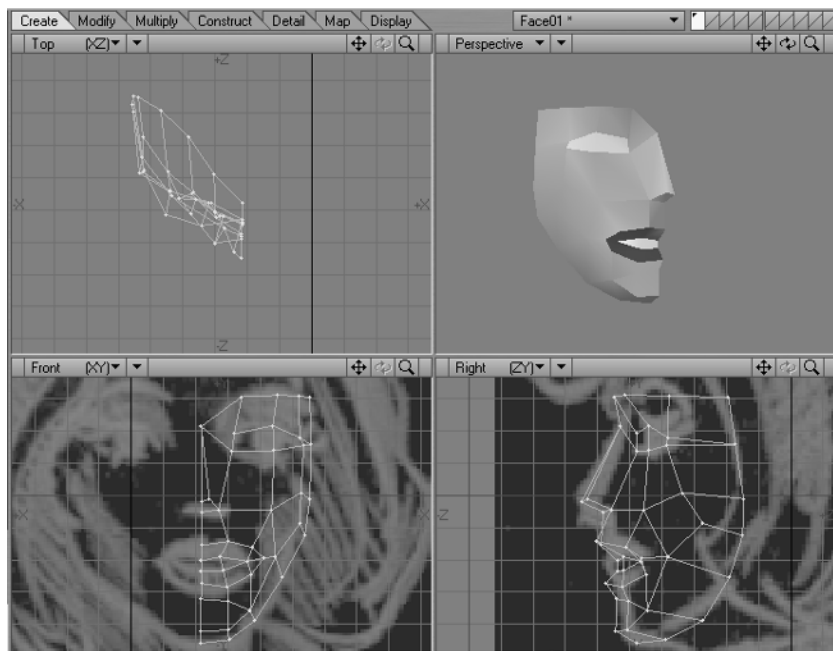 Create Modify Multiply Construct Detail Map Display Face01 *
Top (XZ) Perspective
+Z
-X +X
-Z
Front (XY) Right (ZY)
-X X -Z